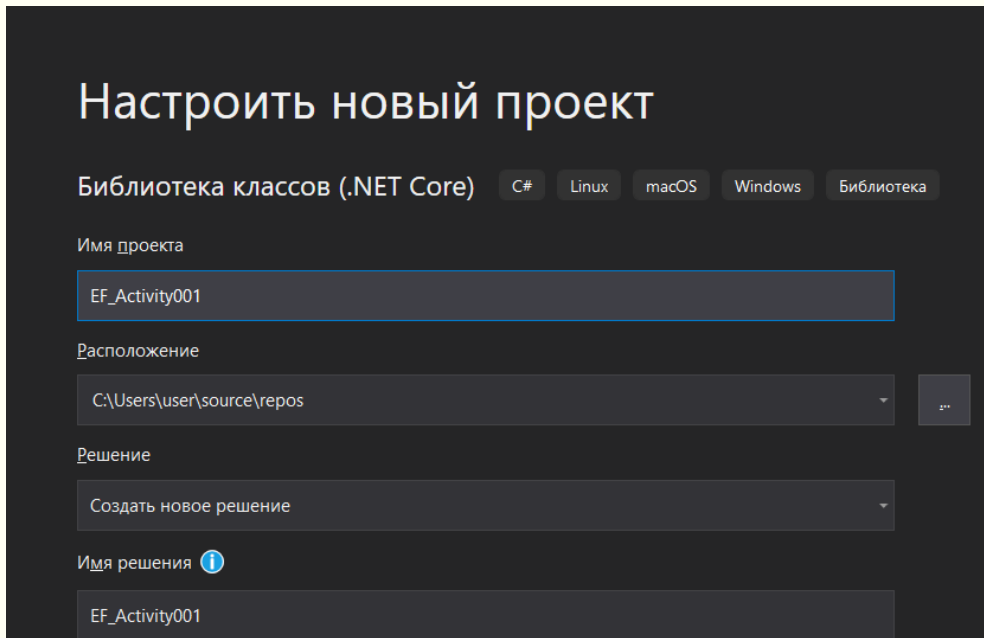 Настроить новый проект
Библиотека классов (.NET Core) C# Linux macOS Windows Библиотека
Имя проекта
EF_Activity001
Расположение
C:\Users\user\source\repos
...
Решение
Создать новое решение
Имя решения
EF_Activity001